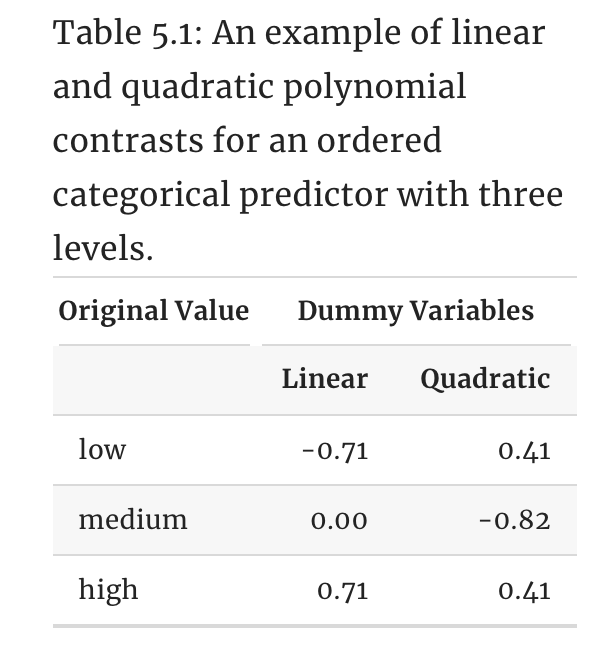 Table 5.1: An example of linear
and quadratic polynomial
contrasts for an ordered
categorical predictor with three
levels.
Original Value Dummy Variables
Linear Quadratic
low -0.71 0.41
medium 0.00 -0.82
high 0.71 0.41